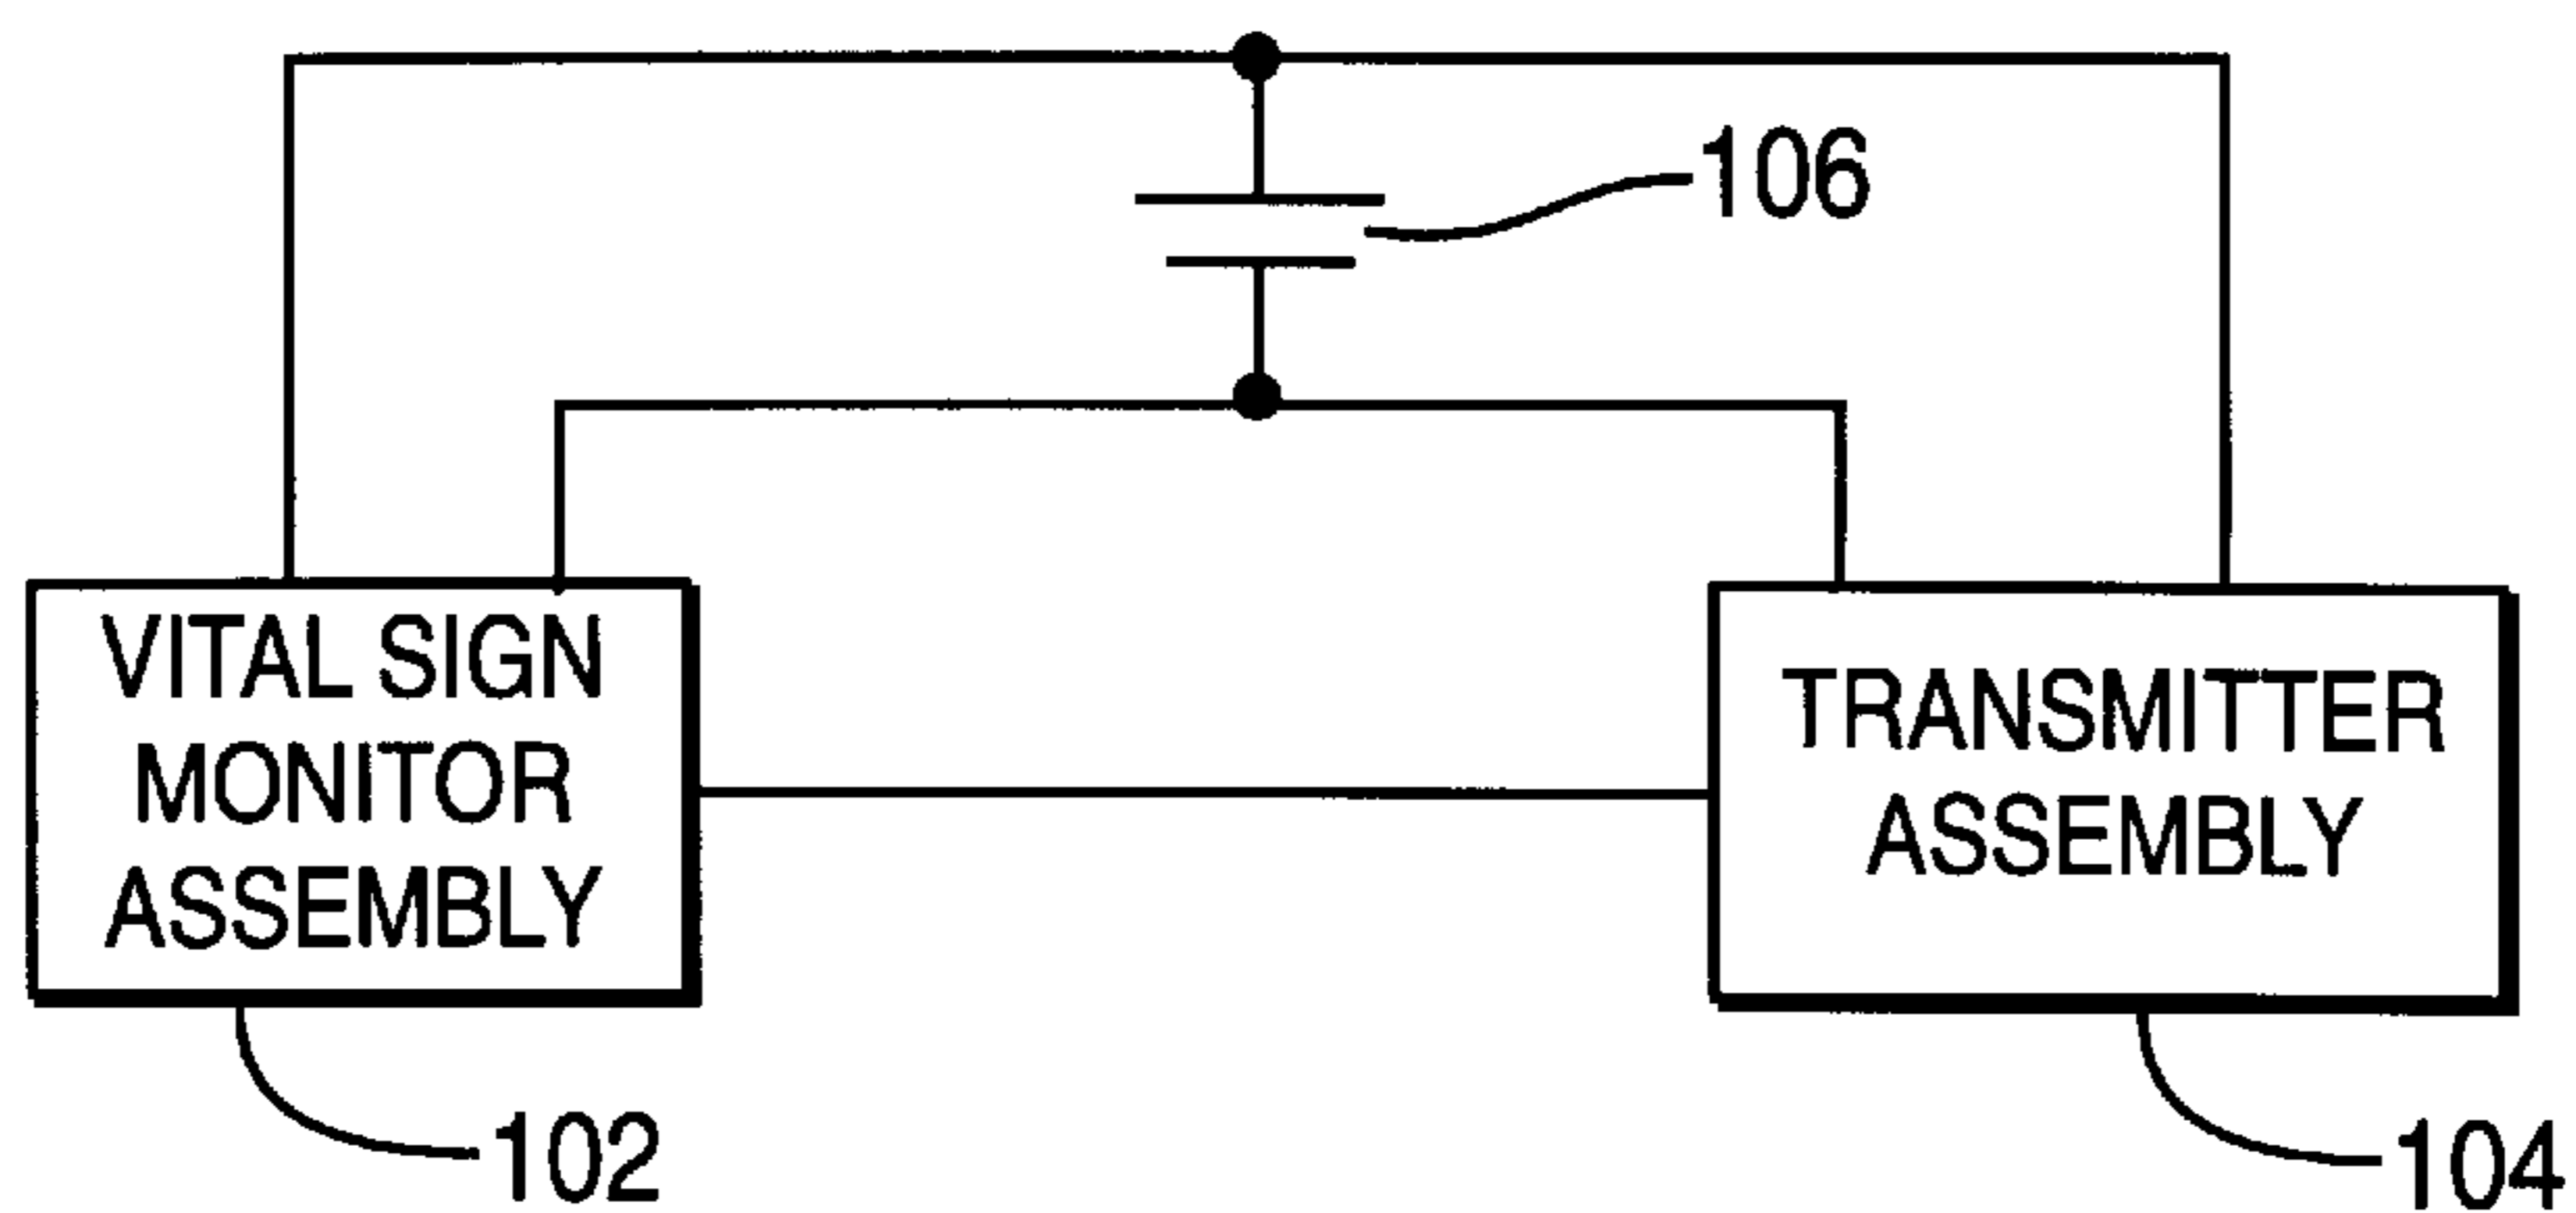 106
VITAL SIGN
MONITOR
ASSEMBLY
TRANSMITTER
ASSEMBLY
102
104